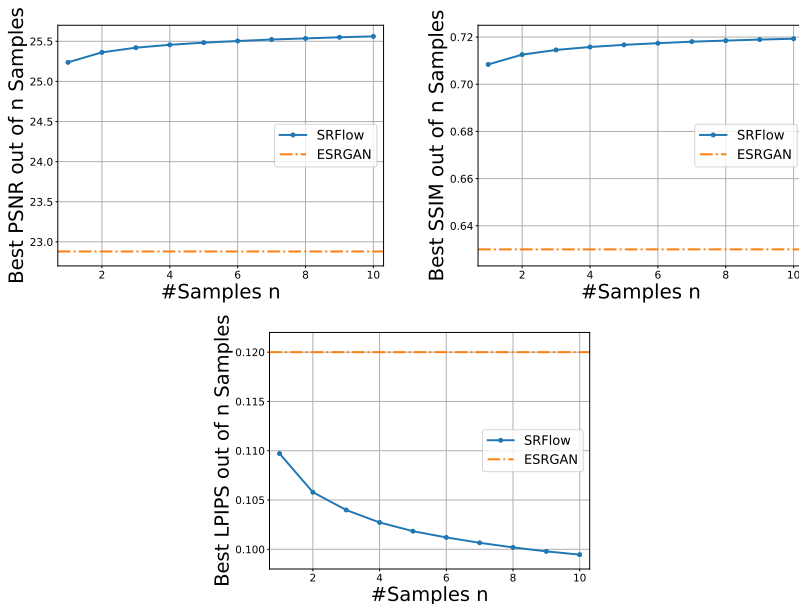 Best PSNR out of n Samples
25.5
25.0
24.5
24.0
23.5
23.0
2
4
6
8
10
#Samples n
SRFlow
ESRGAN
Best SSIM out of n Samples
0.72
0.70
0.68
0.66
0.64
2
4
6
8
10
#Samples n
SRFlow
ESRGAN
Best LPIPS out of n Samples
0.120
0.115
0.110
0.105
0.100
2
4
6
8
10
#Samples n
SRFlow
ESRGAN